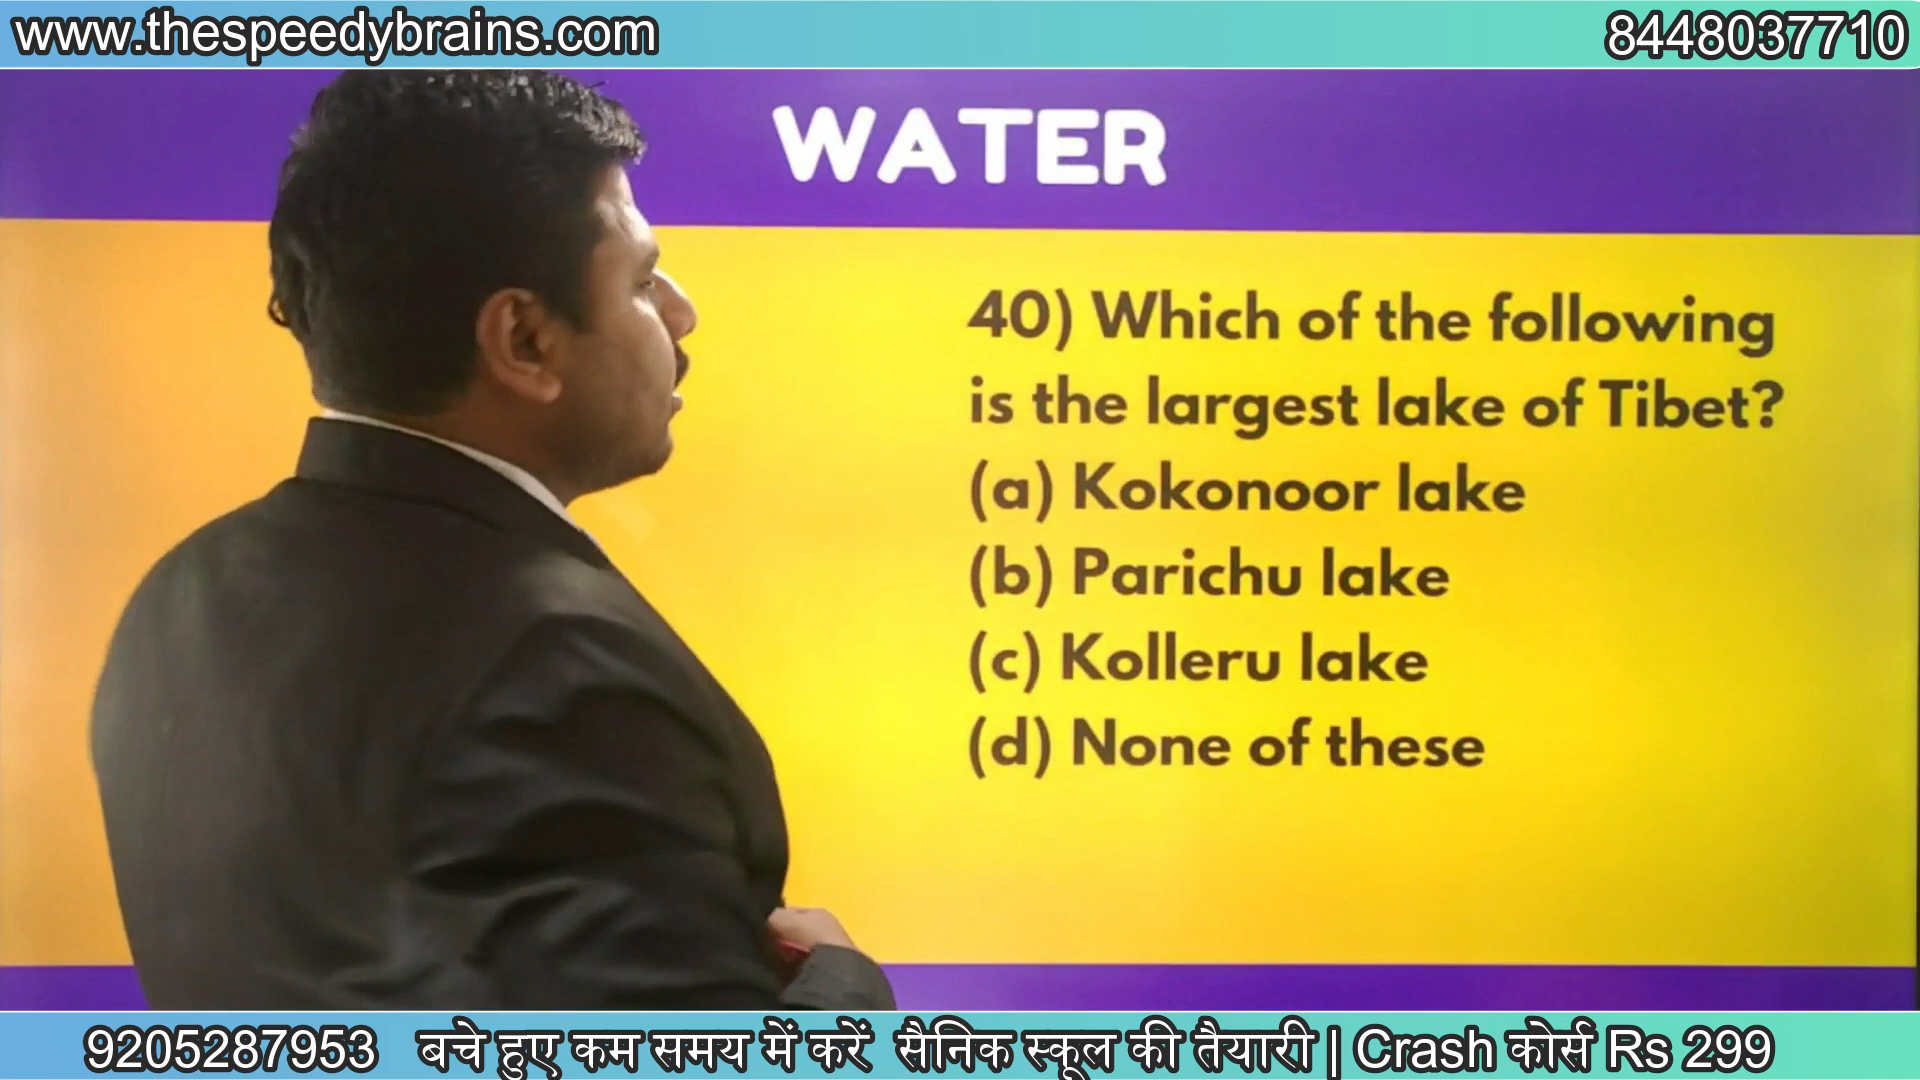 www.thespeedybrains.com 8448037710
WATER
40) Which of the following
is the largest lake of Tibet?
(a) Kokonoor lake
(b) Parichu lake
(c) Kolleru lake
(d) None of these
9205287953 बचे हुए कम समय में करें सैनिक स्कूल की तैयारी | Crash कोर्स Rs 299